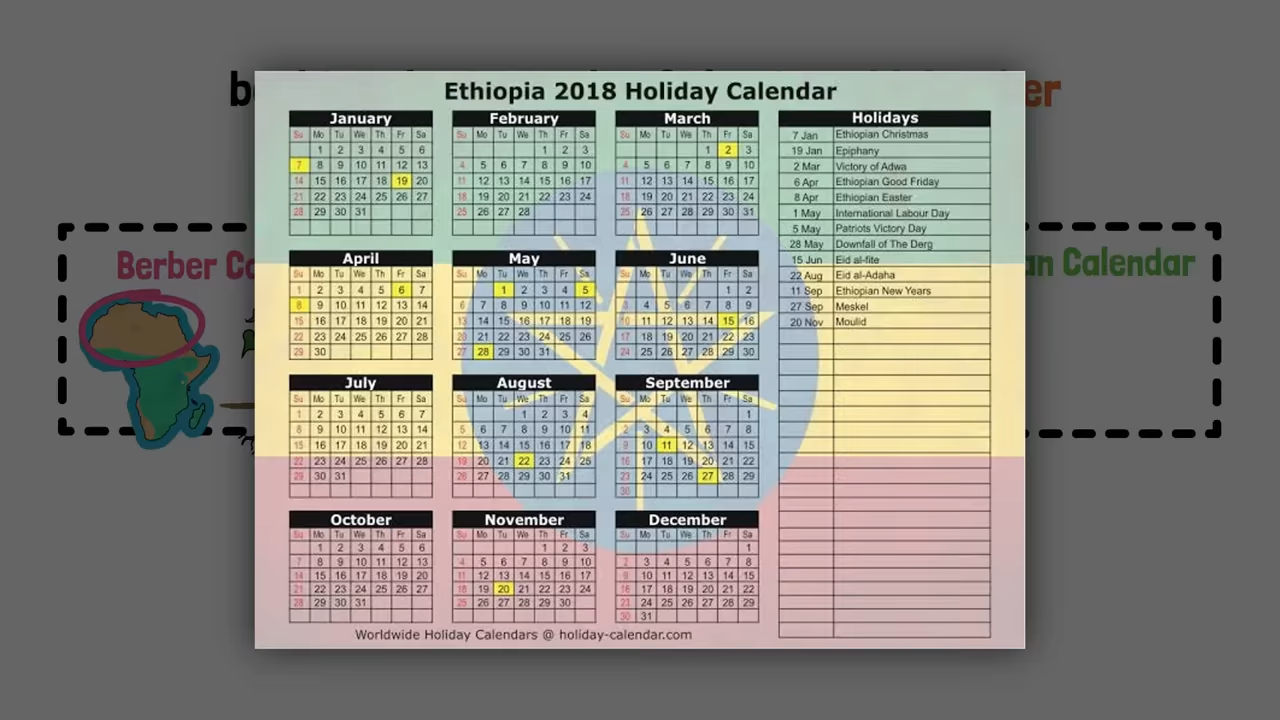 b
er
Berber Ca
an Calendar
Ethiopia 2018 Holiday Calendar
January
Su Mo Tu We Th Fr Sa
1 2 3 4 5 6
7 8 9 10 11 12 13
14 15 16 17 18 19 20
21 22 23 24 25 26 27
28 29 30 31
February
Su Mo Tu We Th Fr Sa
1 2 3
4 5 6 7 8 9 10
11 12 13 14 15 16 17
18 19 20 21 22 23 24
25 26 27 28
March
Su Mo Tu We Th Fr Sa
1 2 3
4 5 6 7 8 9 10
11 12 13 14 15 16 17
18 19 20 21 22 23 24
25 26 27 28 29 30 31
April
Su Mo Tu We Th Fr Sa
1 2 3 4 5 6 7
8 9 10 11 12 13 14
15 16 17 18 19 20 21
22 23 24 25 26 27 28
29 30
May
Su Mo Tu We Th Fr Sa
1 2 3 4 5
6 7 8 9 10 11 12
13 14 15 16 17 18 19
20 21 22 23 24 25 26
27 28 29 30 31
June
Su Mo Tu We Th Fr Sa
1 2
3 4 5 6 7 8 9
10 11 12 13 14 15 16
17 18 19 20 21 22 23
24 25 26 27 28 29 30
July
Su Mo Tu We Th Fr Sa
1 2 3 4 5 6 7
8 9 10 11 12 13 14
15 16 17 18 19 20 21
22 23 24 25 26 27 28
29 30 31
August
Su Mo Tu We Th Fr Sa
1 2 3 4
5 6 7 8 9 10 11
12 13 14 15 16 17 18
19 20 21 22 23 24 25
26 27 28 29 30 31
September
Su Mo Tu We Th Fr Sa
1
2 3 4 5 6 7 8
9 10 11 12 13 14 15
16 17 18 19 20 21 22
23 24 25 26 27 28 29
30
October
Su Mo Tu We Th Fr Sa
1 2 3 4 5 6
7 8 9 10 11 12 13
14 15 16 17 18 19 20
21 22 23 24 25 26 27
28 29 30 31
November
Su Mo Tu We Th Fr Sa
1 2 3
4 5 6 7 8 9 10
11 12 13 14 15 16 17
18 19 20 21 22 23 24
25 26 27 28 29 30
December
Su Mo Tu We Th Fr Sa
1
2 3 4 5 6 7 8
9 10 11 12 13 14 15
16 17 18 19 20 21 22
23 24 25 26 27 28 29
30 31
Holidays
7 Jan Ethiopian Christmas
19 Jan Epiphany
2 Mar Victory of Adwa
6 Apr Ethiopian Good Friday
8 Apr Ethiopian Easter
1 May International Labour Day
5 May Patriots Victory Day
28 May Downfall of The Derg
15 Jun Eid al-fite
22 Aug Eid al-Adaha
11 Sep Ethiopian New Years
27 Sep Meskel
20 Nov Moulid
Worldwide Holiday Calendars @ holiday-calendar.com